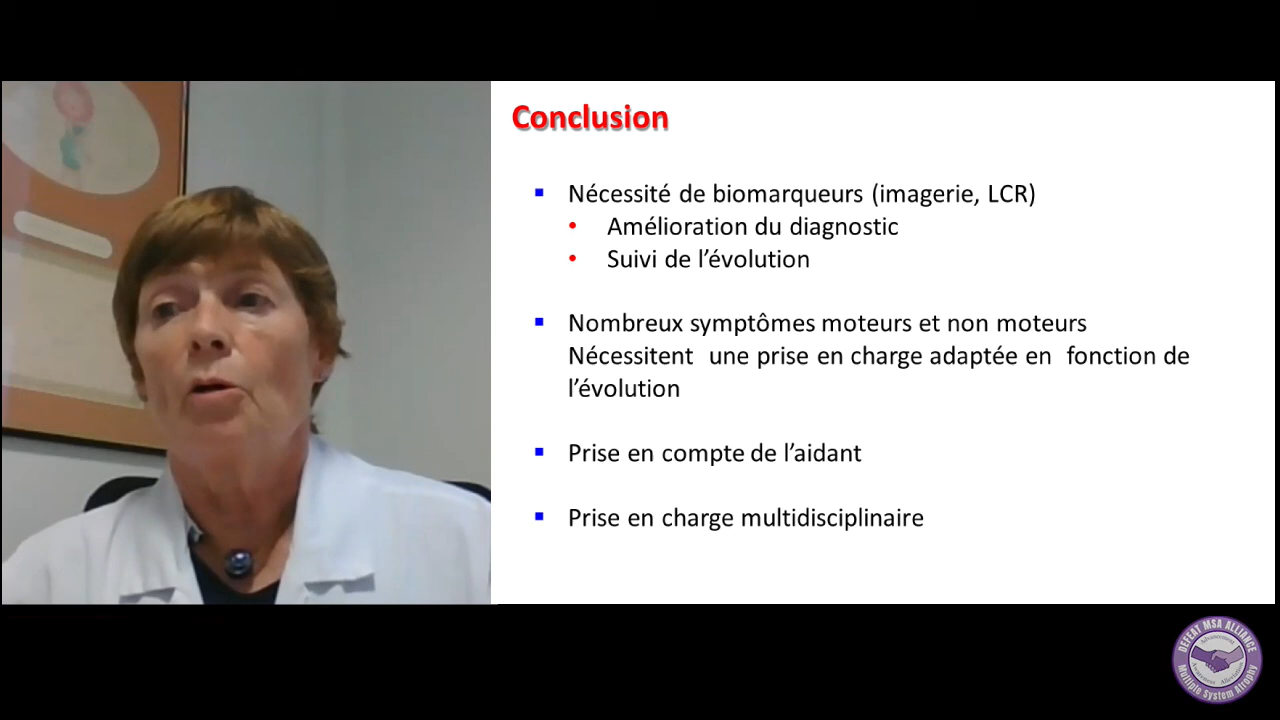 Conclusion
Nécessité de biomarqueurs (imagerie, LCR)
Amélioration du diagnostic
Suivi de l’évolution
Nombreux symptômes moteurs et non moteurs
Nécessitent une prise en charge adaptée en fonction de
l’évolution
Prise en compte de l’aidant
Prise en charge multidisciplinaire
DEFEAT MSA ALLIANCE
Advancement
Multiple System Atrophy